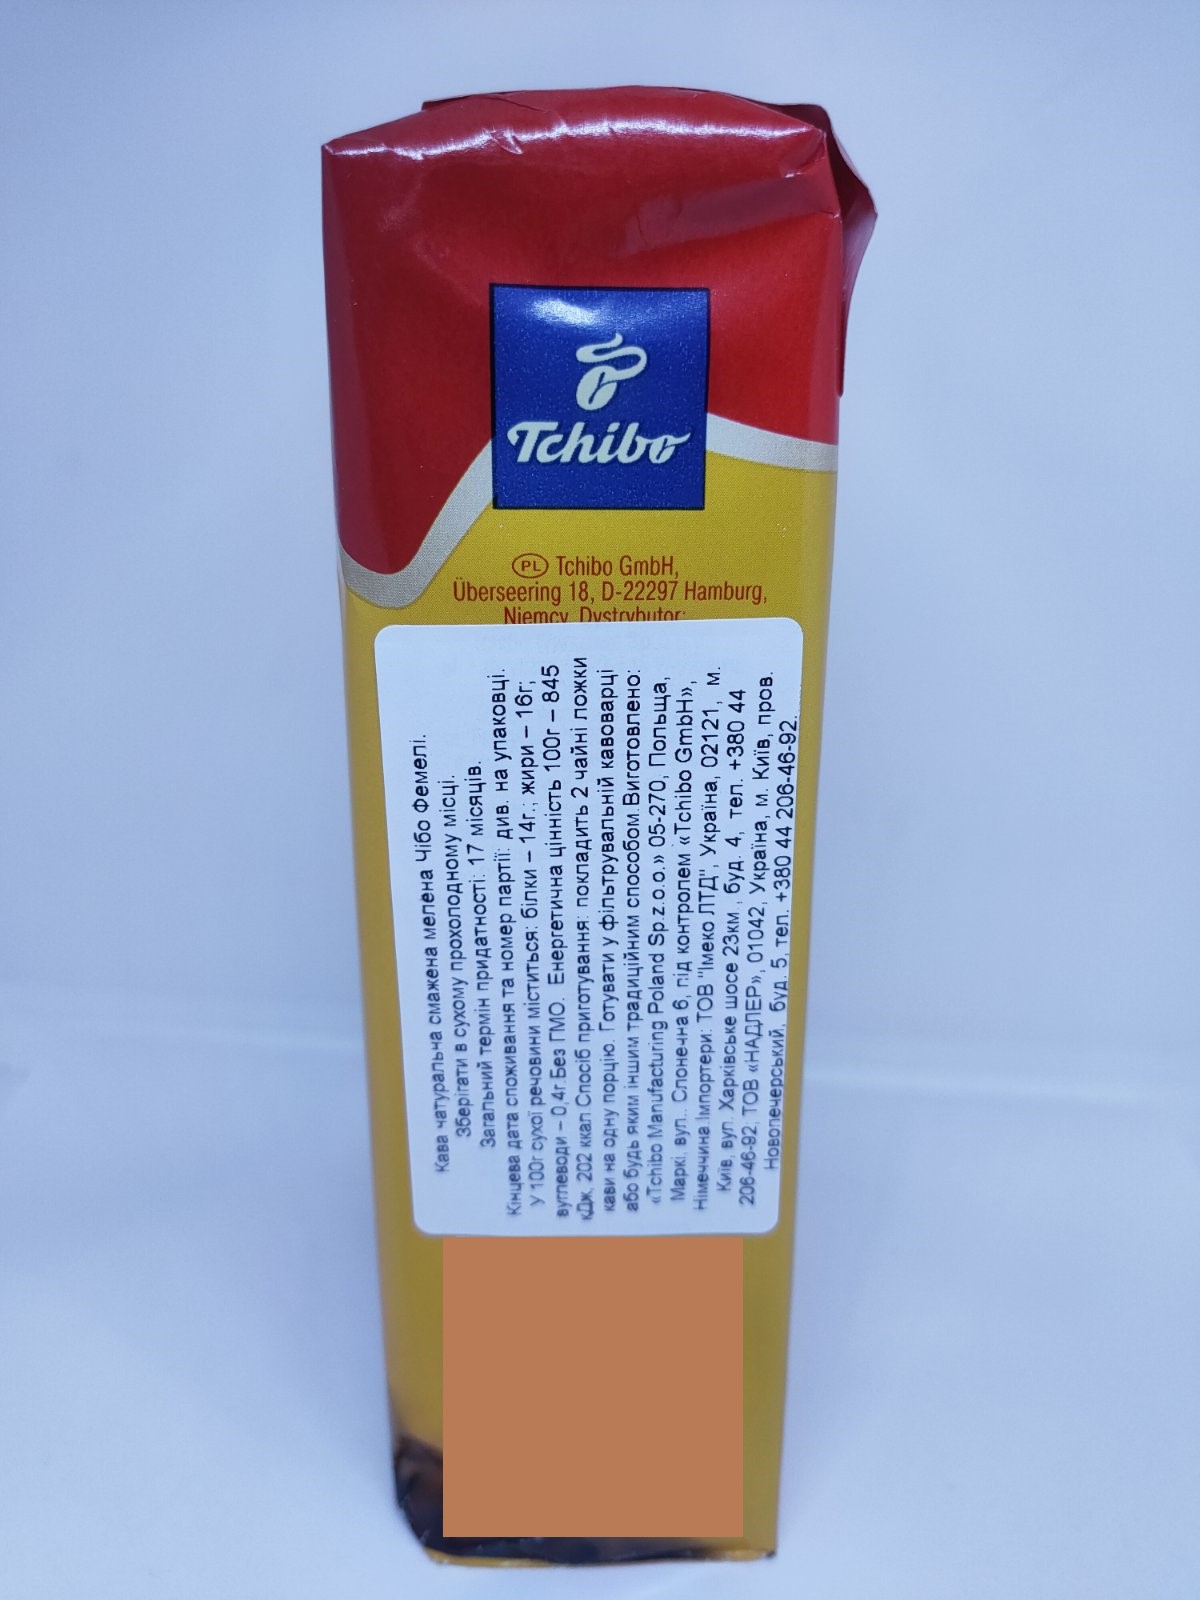 Tchibo
PL Tchibo GmbH,
Überseering 18, D-22297 Hamburg,
Niemcy. Dystrybutor:
Кава натуральна смажена мелена Чібо Фемелі.
Зберігати в сухому прохолодному місці.
Загальний термін придатності: 17 місяців.
Кінцева дата споживання та номер партії: див. на упаковці.
У 100г сухої речовини міститься: білки – 14г.; жири – 16г;
вуглеводи – 0,4г.Без ГМО. Енергетична цінність 100г – 845
кДж, 202 ккал.Спосіб приготування: покладить 2 чайні ложки
кави на одну порцію. Готувати у фільтрувальній кавоварці
або будь яким іншим традиційним способом.Виготовлено:
«Tchibo Manufacturing Poland Sp.z.o.o.» 05-270, Польща,
Маркі, вул.. Слонечна 6, під контролем «Tchibo GmbH»,
Німеччина.Імпортери: ТОВ "Імеко ЛТД", Україна, 02121, м.
Київ, вул. Харківське шосе 23км., буд. 4, тел. +380 44
206-46-92, ТОВ «НАДЛЕР», 01042, Україна, м. Київ, пров.
Новопечерський, буд. 5, тел. +380 44 206-46-92.